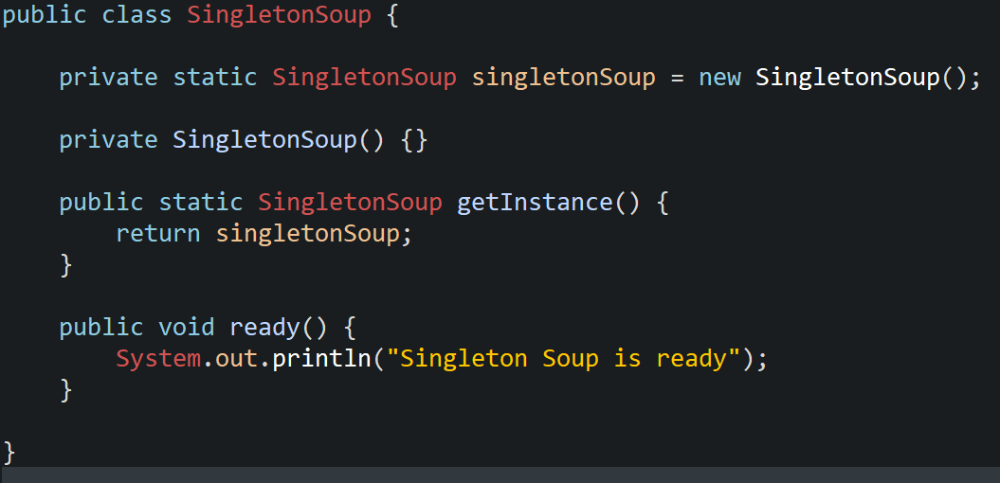 public class SingletonSoup {
    private static SingletonSoup singletonSoup = new SingletonSoup();
    private SingletonSoup() {}
    public static SingletonSoup getInstance() {
        return singletonSoup;
    }
    public void ready() {
        System.out.println("Singleton Soup is ready");
    }
}